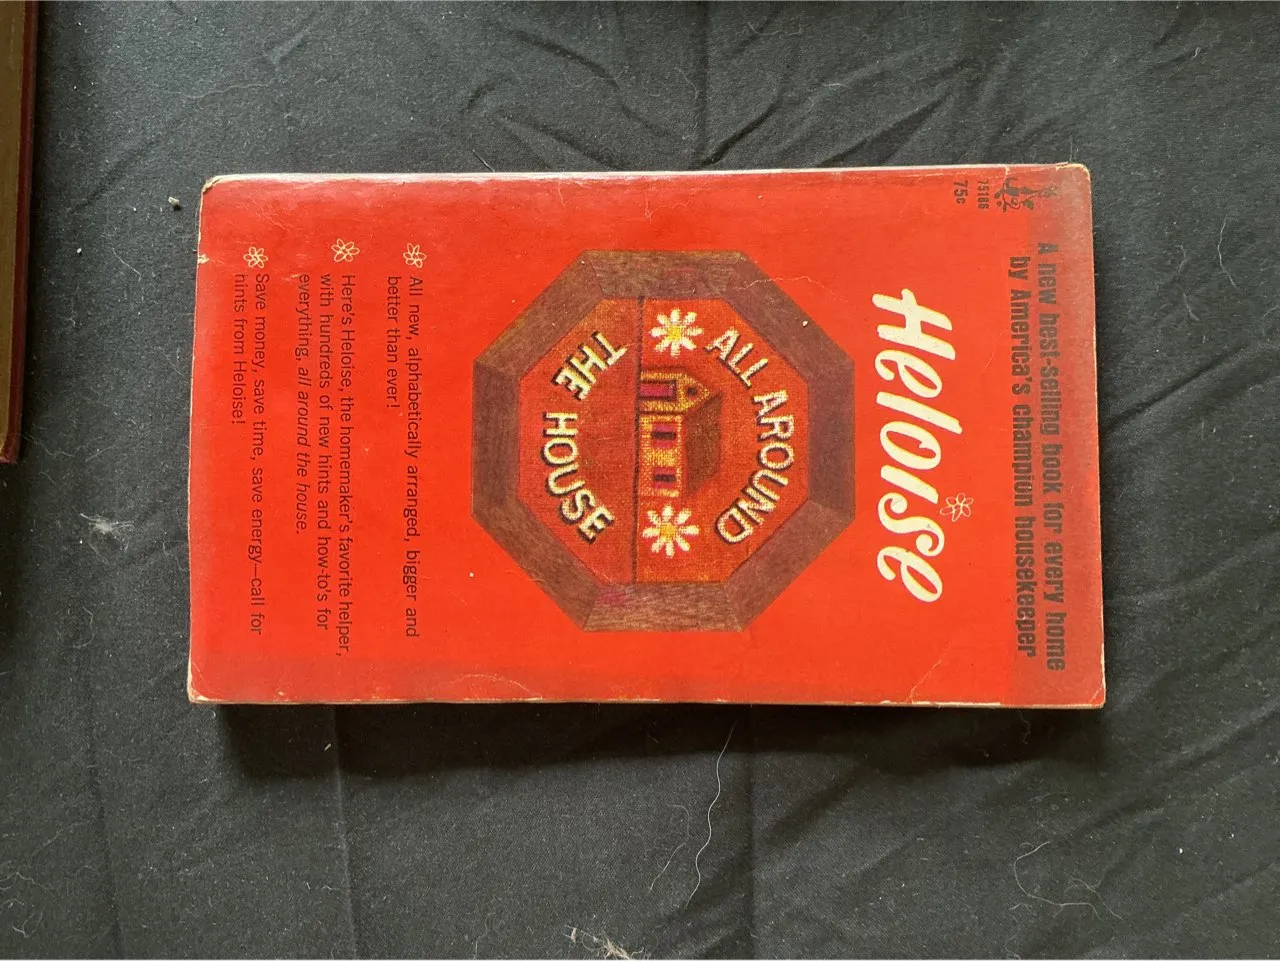 75186
75c
A new best-selling book for every home
by America's champion housekeeper
Heloise
ALL AROUND
THE HOUSE
All new, alphabetically arranged, bigger and
better than ever!
Here's Heloise, the homemaker's favorite helper,
with hundreds of new hints and how-to's for
everything, all around the house.
Save money, save time, save energy—call for
hints from Heloise!